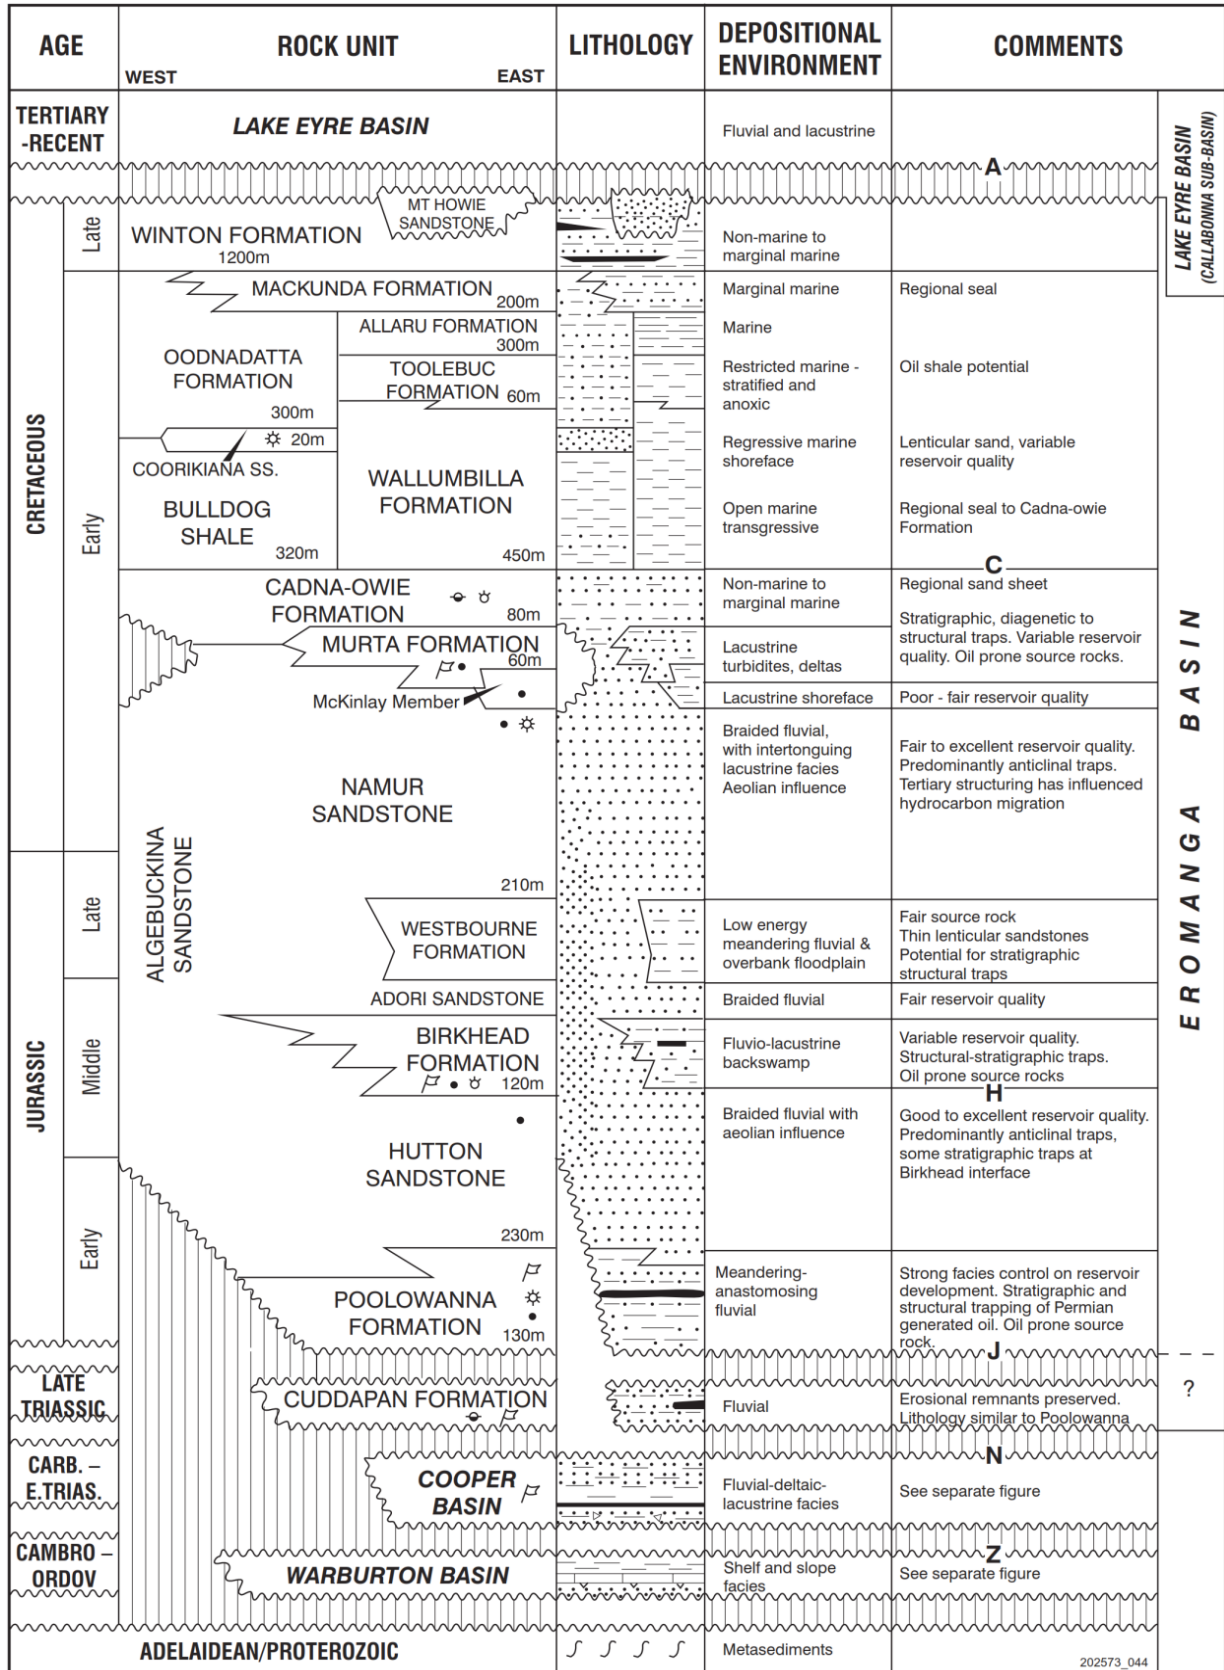 AGE
ROCK UNIT
WEST
EAST
LITHOLOGY
DEPOSITIONAL
ENVIRONMENT
COMMENTS
TERTIARY
-RECENT
LAKE EYRE BASIN
Fluvial and lacustrine
A
LAKE EYRE BASIN
(CALLABONNA SUB-BASIN)
CRETACEOUS
Late
MT HOWIE
SANDSTONE
WINTON FORMATION
1200m
Non-marine to
marginal marine
Early
MACKUNDA FORMATION
200m
Marginal marine
Regional seal
ALLARU FORMATION
300m
Marine
OODNADATTA
FORMATION
300m
TOOLEBUC
FORMATION
60m
Restricted marine -
stratified and
anoxic
Oil shale potential
20m
COORIKIANA SS.
Regressive marine
shoreface
Lenticular sand, variable
reservoir quality
BULLDOG
SHALE
320m
WALLUMBILLA
FORMATION
450m
Open marine
transgressive
Regional seal to Cadna-owie
Formation
C
CADNA-OWIE
FORMATION
80m
Non-marine to
marginal marine
Regional sand sheet
Stratigraphic, diagenetic to
structural traps. Variable reservoir
quality. Oil prone source rocks.
MURTA FORMATION
60m
Lacustrine
turbidites, deltas
McKinlay Member
Lacustrine shoreface
Poor - fair reservoir quality
NAMUR
SANDSTONE
210m
Braided fluvial,
with intertonguing
lacustrine facies
Aeolian influence
Fair to excellent reservoir quality.
Predominantly anticlinal traps.
Tertiary structuring has influenced
hydrocarbon migration
EROMANGA BASIN
ALGEBUCKINA
SANDSTONE
JURASSIC
Late
WESTBOURNE
FORMATION
Low energy
meandering fluvial &
overbank floodplain
Fair source rock
Thin lenticular sandstones
Potential for stratigraphic
structural traps
Middle
ADORI SANDSTONE
Braided fluvial
Fair reservoir quality
BIRKHEAD
FORMATION
120m
Fluvio-lacustrine
backswamp
Variable reservoir quality.
Structural-stratigraphic traps.
Oil prone source rocks
H
HUTTON
SANDSTONE
230m
Braided fluvial with
aeolian influence
Good to excellent reservoir quality.
Predominantly anticlinal traps,
some stratigraphic traps at
Birkhead interface
Early
POOLOWANNA
FORMATION
130m
Meandering-
anastomosing
fluvial
Strong facies control on reservoir
development. Stratigraphic and
structural trapping of Permian
generated oil. Oil prone source
rock.
J
LATE
TRIASSIC
CUDDAPAN FORMATION
Fluvial
Erosional remnants preserved.
Lithology similar to Poolowanna
?
N
CARB. –
E.TRIAS.
COOPER
BASIN
Fluvial-deltaic-
lacustrine facies
See separate figure
CAMBRO –
ORDOV
WARBURTON BASIN
Shelf and slope
facies
Z
See separate figure
ADELAIDEAN/PROTEROZOIC
Metasediments
202573_044